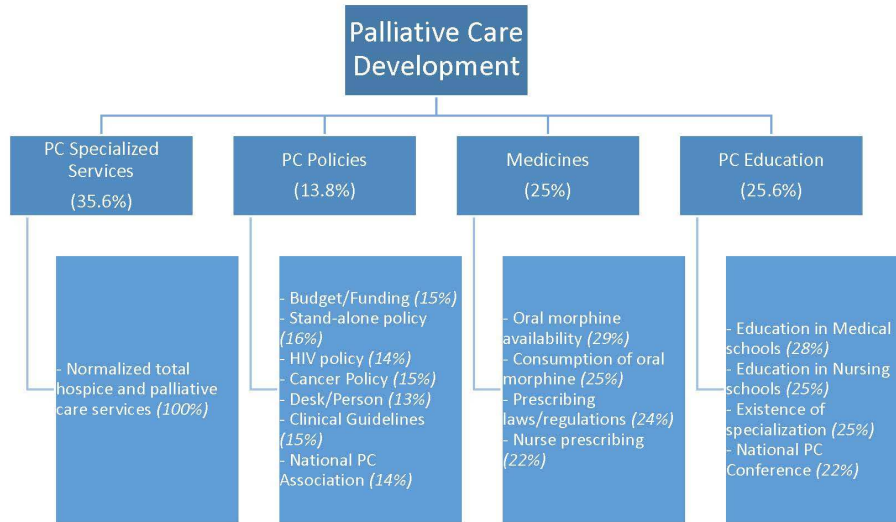 Palliative Care
Development
PC Specialized
Services
(35.6%)
PC Policies
(13.8%)
Medicines
(25%)
PC Education
(25.6%)
- Normalized total
hospice and palliative
care services (100%)
- Budget/Funding (15%)
- Stand-alone policy
(16%)
- HIV policy (14%)
- Cancer Policy (15%)
- Desk/Person (13%)
- Clinical Guidelines
(15%)
- National PC
Association (14%)
- Oral morphine
availability (29%)
- Consumption of oral
morphine (25%)
- Prescribing
laws/regulations (24%)
- Nurse prescribing
(22%)
- Education in Medical
schools (28%)
- Education in Nursing
schools (25%)
- Existence of
specialization (25%)
- National PC
Conference (22%)